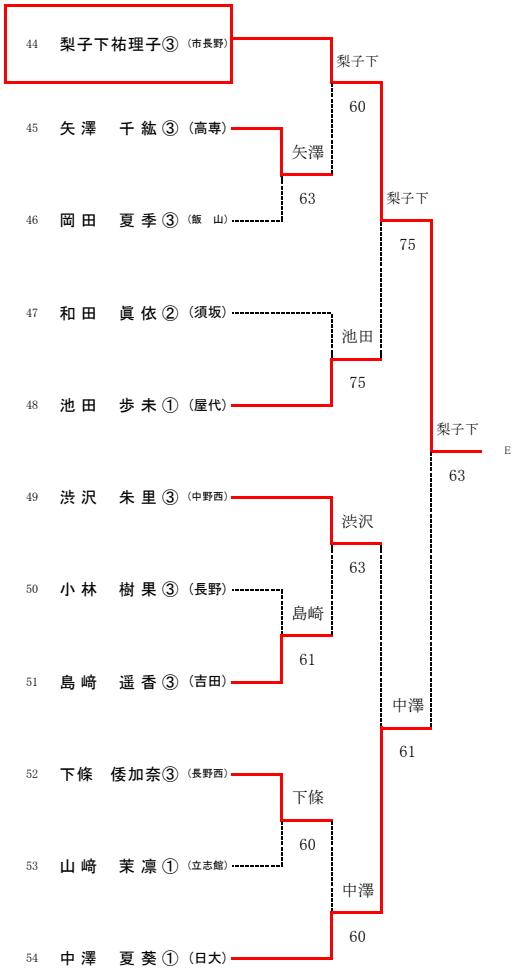 44 梨子下祐理子③ (市長野)
梨子下
60
45 矢澤 千紘③ (高専)
矢澤
63
46 岡田 夏季③ (飯 山)
梨子下
75
47 和田 眞依② (須坂)
池田
75
48 池田 歩未① (屋代)
梨子下
E
63
49 渋沢 朱里③ (中野西)
渋沢
63
50 小林 樹果③ (長野)
島崎
61
51 島﨑 遥香③ (吉田)
中澤
61
52 下條 倭加奈③ (長野西)
下條
60
53 山﨑 茉凛① (立志館)
中澤
60
54 中澤 夏葵① (日大)